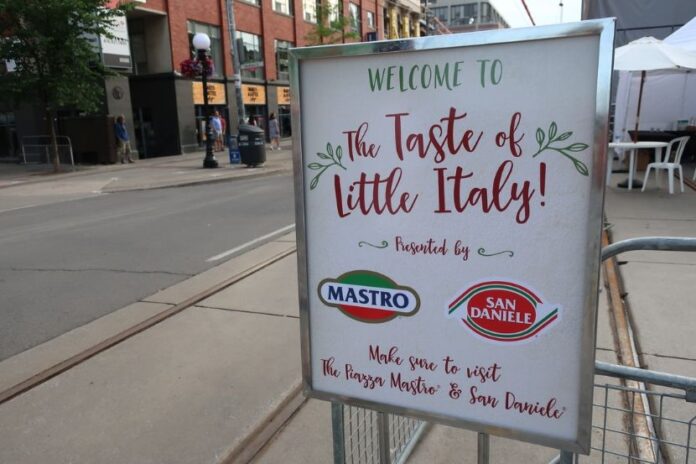 WELCOME TO
The Taste of
Little Italy!
Presented by
MASTRO
SAN
DANIELE
Make sure to visit
The Piazza Mastro® & San Daniele®